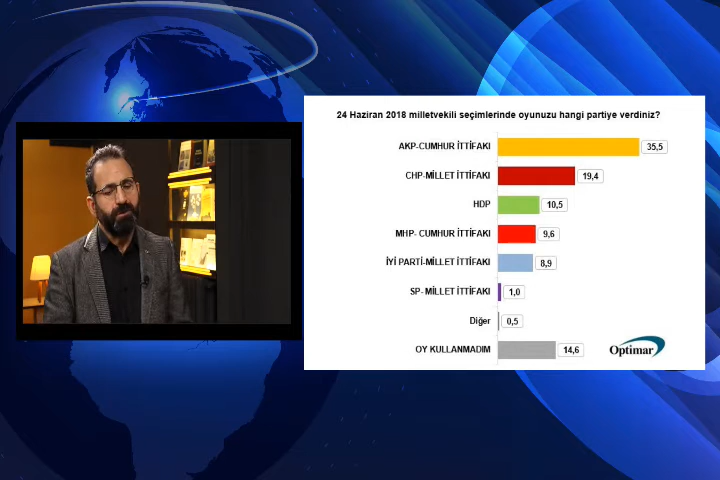 24 Haziran 2018 milletvekili seçimlerinde oyunuzu hangi partiye verdiniz?
AKP-CUMHUR İTTİFAKI 35,5
CHP-MİLLET İTTİFAKI 19,4
HDP 10,5
MHP- CUMHUR İTTİFAKI 9,6
İYİ PARTİ-MİLLET İTTİFAKI 8,9
SP- MİLLET İTTİFAKI 1,0
Diğer 0,5
OY KULLANMADIM 14,6
Optimar